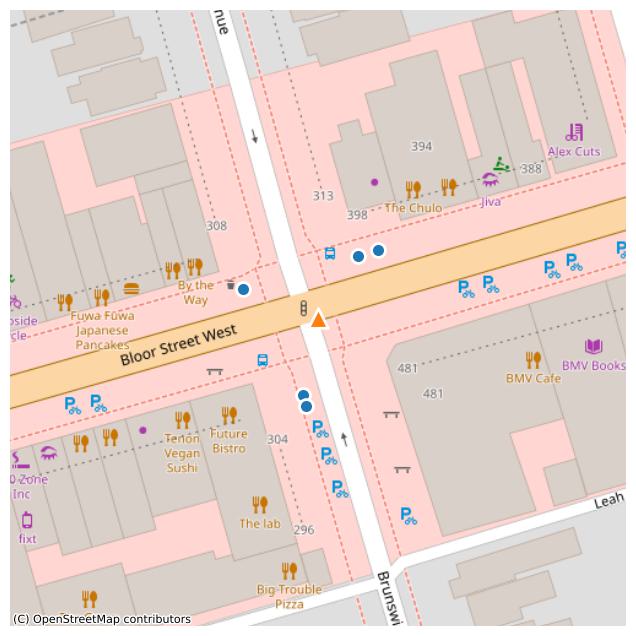 nue
394
Alex Cuts
388
Jiva
The Chulo
313
398
308
By the
Way
Fuwa Fuwa
Japanese
Pancakes
Bloor Street West
481
481
BMV Cafe
BMV Books
Future
Bistro
Tenon
Vegan
Sushi
304
0 Zone
Inc
fixt
The lab
296
Leah
Big Trouble
Pizza
Brunswi
(C) OpenStreetMap contributors